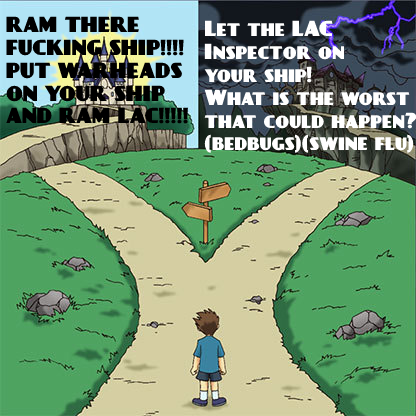 RAM THERE
FUCKING SHIP!!!!
PUT WARHEADS
ON YOUR SHIP
AND RAM LAC!!!!!
Let the LAC
Inspector on
your ship!
What is the worst
that could happen?
(bedbugs)(swine flu)